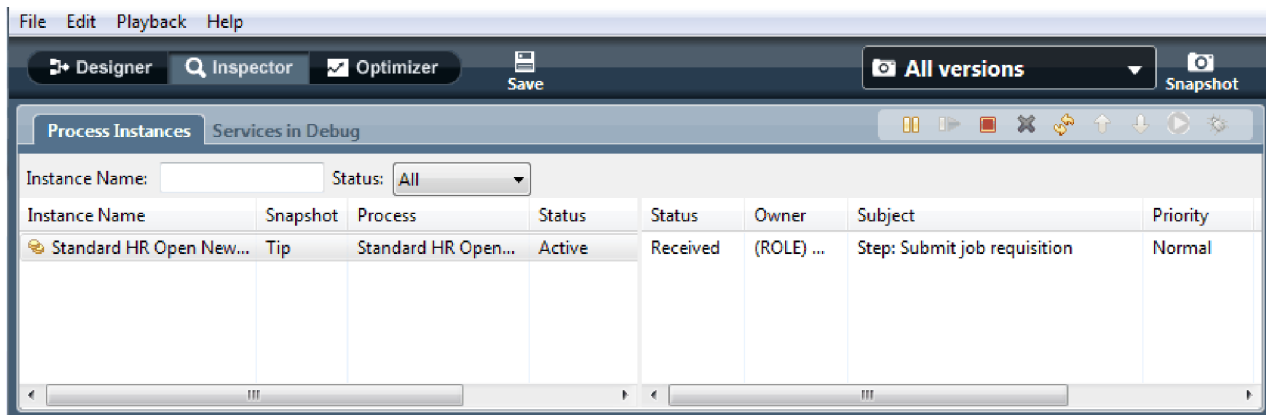 File Edit Playback Help
Designer Inspector Optimizer Save All versions Snapshot
Process Instances Services in Debug
Instance Name: Status: All
Instance Name Snapshot Process Status Status Owner Subject Priority
Standard HR Open New... Tip Standard HR Open... Active Received (ROLE) ... Step: Submit job requisition Normal